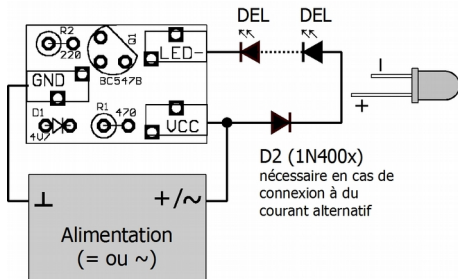 DEL DEL
R2
220
Q1
LED-
BC547B
GND
D1
4V7
R1
470
VCC
-
+
D2 (1N400x)
nécessaire en cas de
connexion à du
courant alternatif
⊥ +/~
Alimentation
(= ou ~)